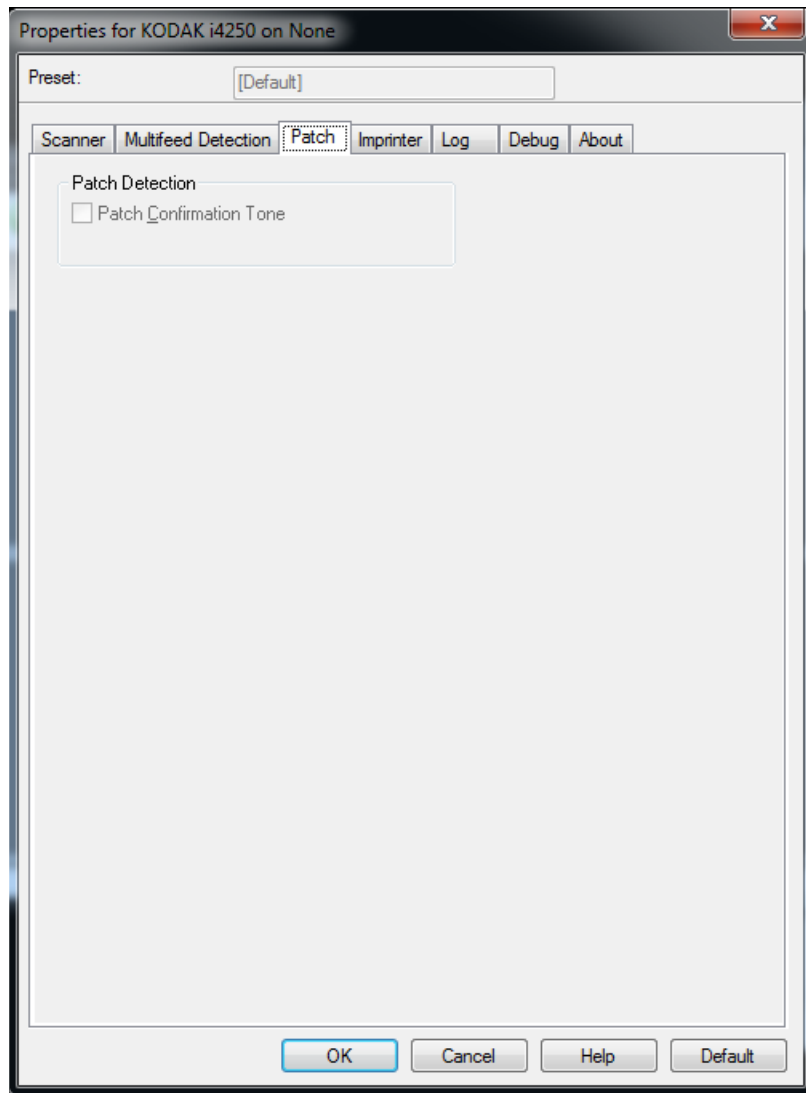 Properties for KODAK i4250 on None
x
Preset: [Default]
Scanner Multifeed Detection Patch Imprinter Log Debug About
Patch Detection
Patch Confirmation Tone
OK Cancel Help Default